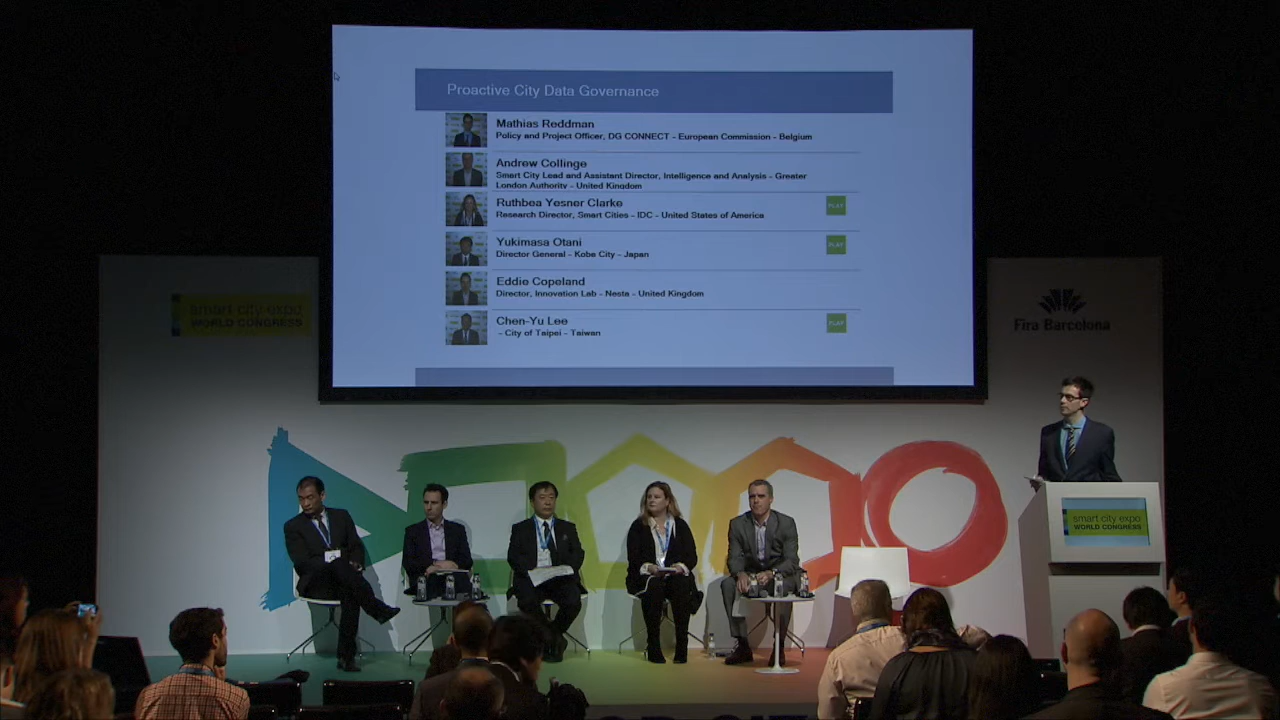 Proactive City Data Governance
Mathias Reddman
Policy and Project Officer, DG CONNECT - European Commission - Belgium
Andrew Collinge
Smart City Lead and Assistant Director, Intelligence and Analysis - Greater
London Authority - United Kingdom
Ruthbea Yesner Clarke
Research Director, Smart Cities - IDC - United States of America
PLAY
Yukimasa Otani
Director General - Kobe City - Japan
PLAY
Eddie Copeland
Director, Innovation Lab - Nesta - United Kingdom
Chen-Yu Lee
- City of Taipei - Taiwan
PLAY
smart city expo
WORLD CONGRESS
Fira Barcelona
smart city expo
WORLD CONGRESS